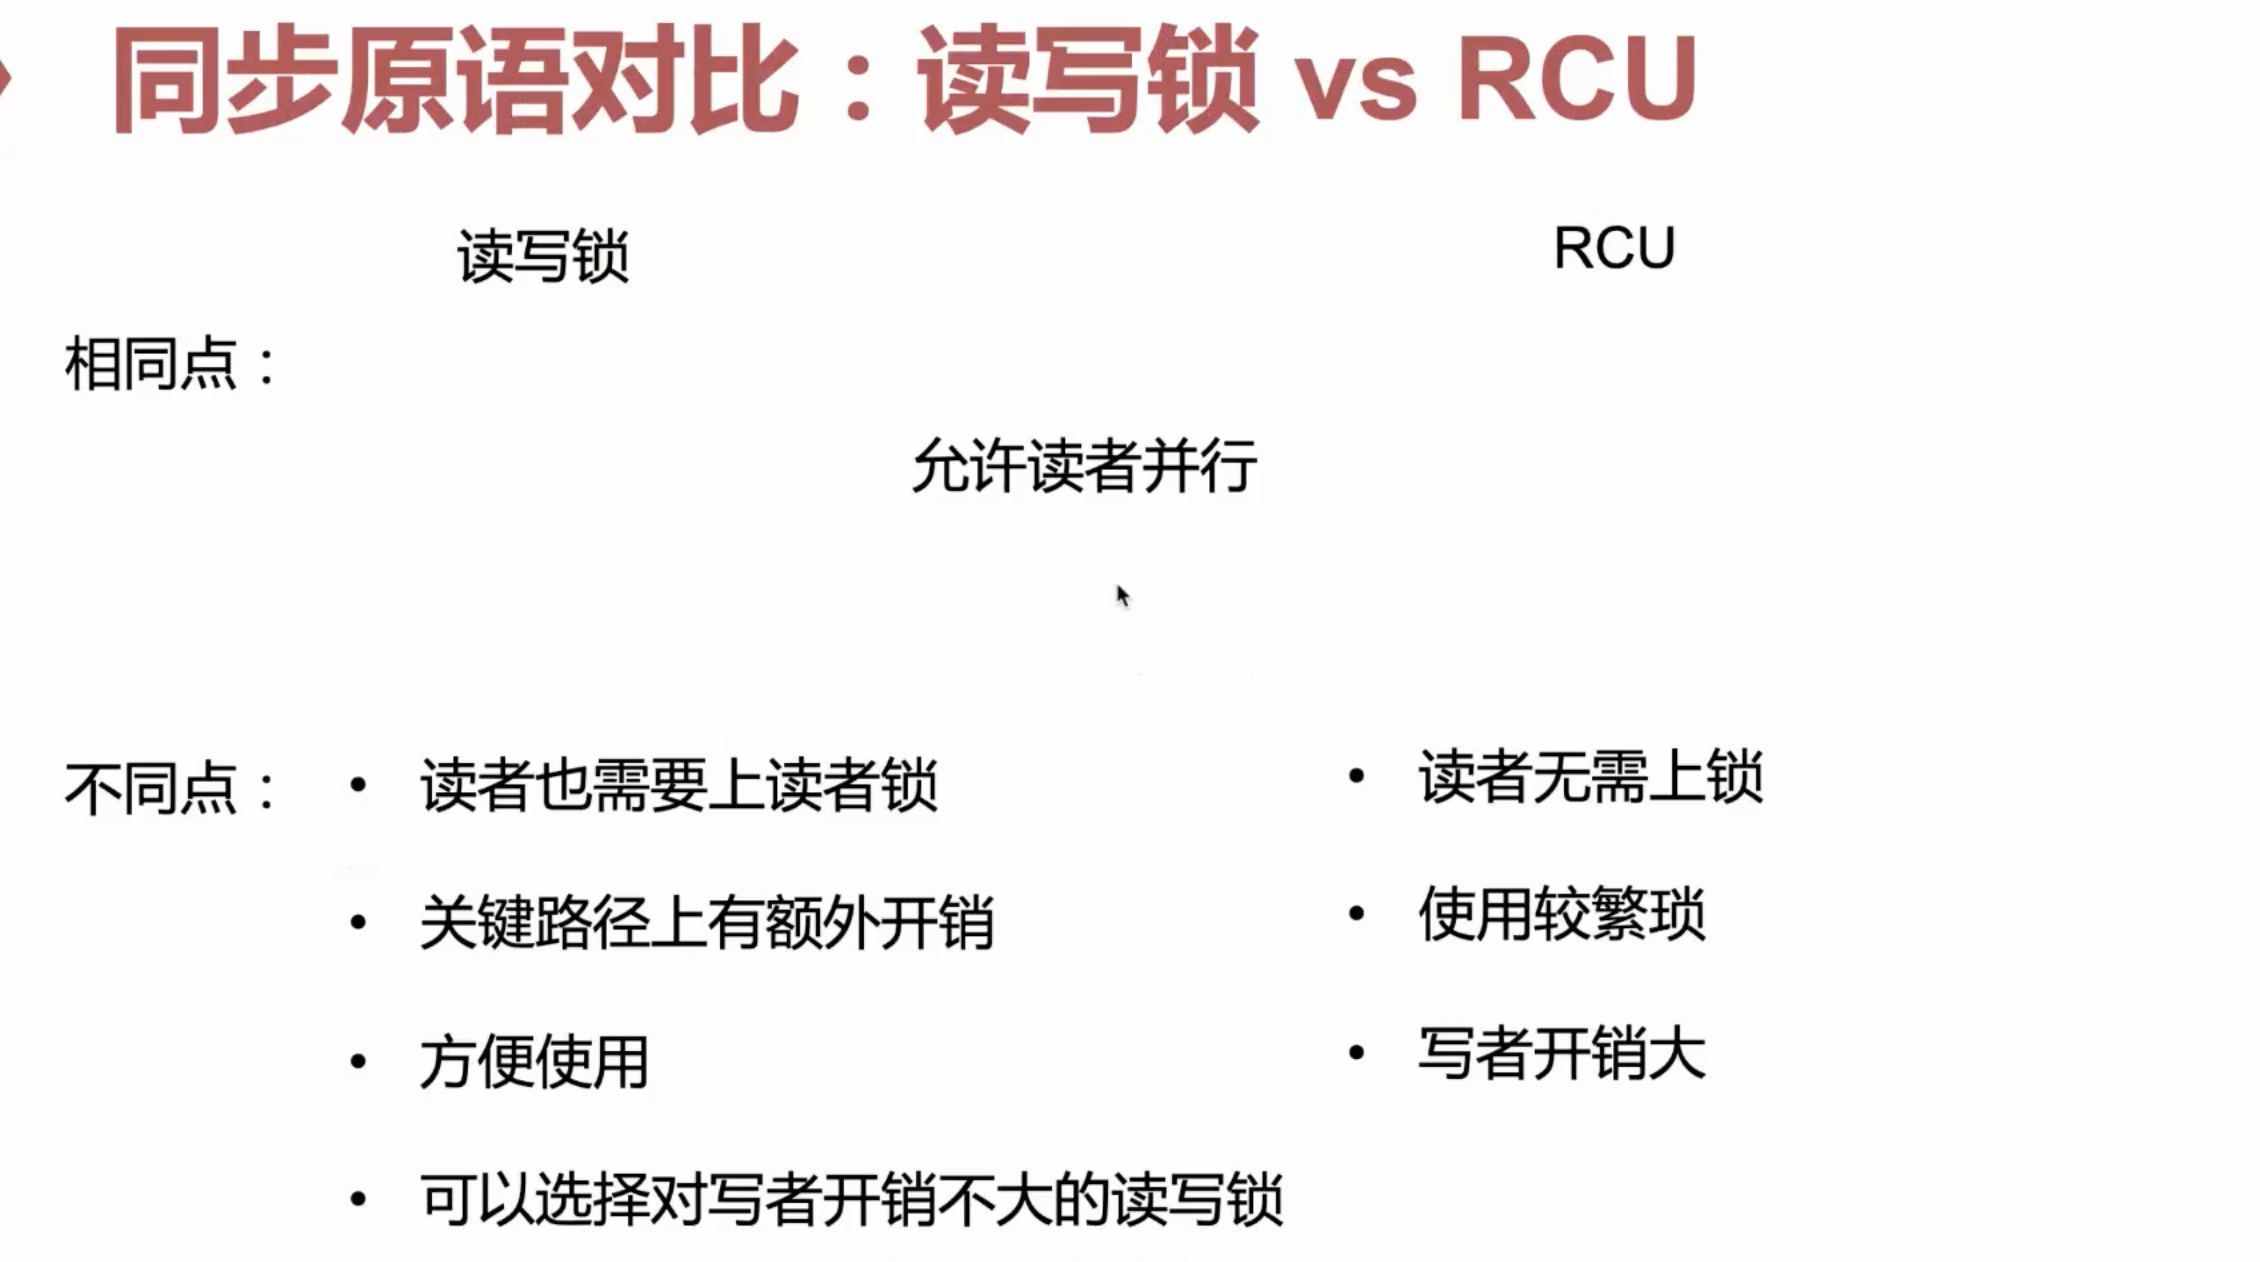 同步原语对比：读写锁 vs RCU
读写锁
RCU
相同点：
允许读者并行
不同点：
• 读者也需要上读者锁
• 关键路径上有额外开销
• 方便使用
• 可以选择对写者开销不大的读写锁
• 读者无需上锁
• 使用较繁琐
• 写者开销大